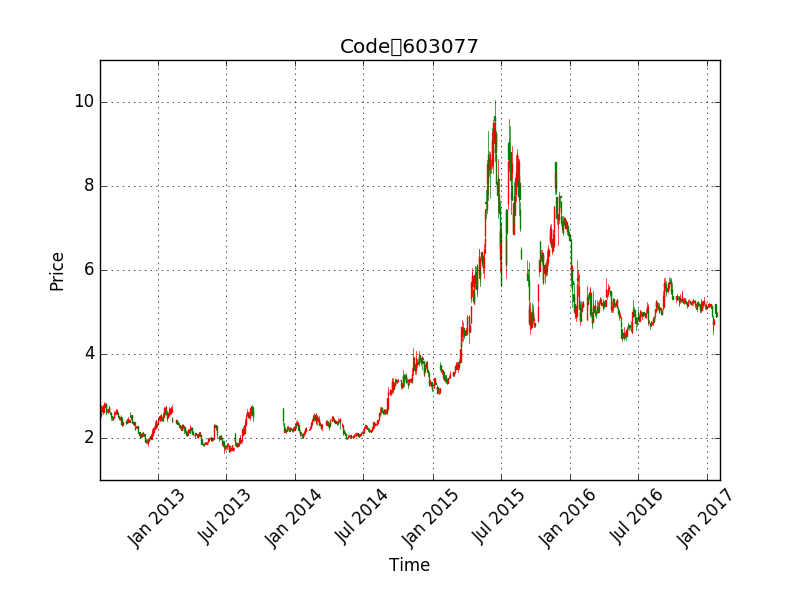 Code▯603077
10
8
6
4
2
Price
Jan 2013
Jul 2013
Jan 2014
Jul 2014
Jan 2015
Jul 2015
Jan 2016
Jul 2016
Jan 2017
Time